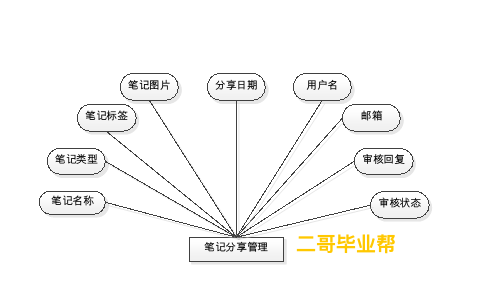 笔记图片
分享日期
用户名
笔记标签
邮箱
笔记类型
审核回复
笔记名称
审核状态
笔记分享管理
二哥毕业帮